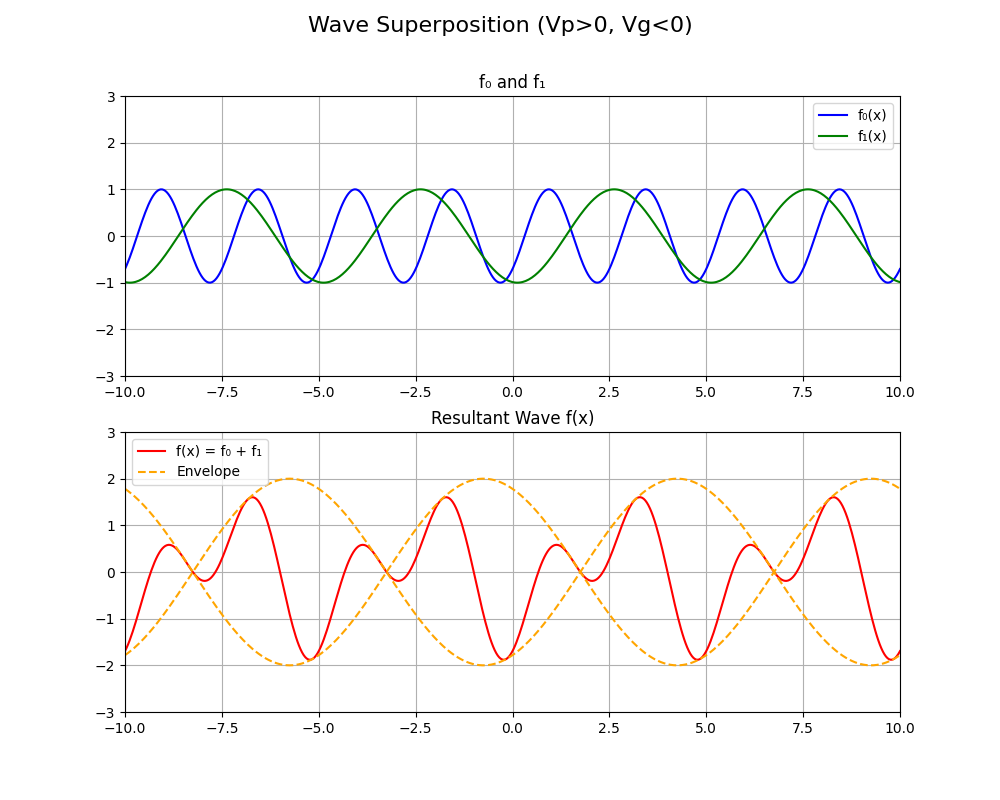 Wave Superposition (Vp>0, Vg<0)
f₀ and f₁
3
2
1
0
−1
−2
−3
f₀(x)
f₁(x)
−10.0 −7.5 −5.0 −2.5 0.0 2.5 5.0 7.5 10.0
Resultant Wave f(x)
3
2
1
0
−1
−2
−3
f(x) = f₀ + f₁
Envelope
−10.0 −7.5 −5.0 −2.5 0.0 2.5 5.0 7.5 10.0